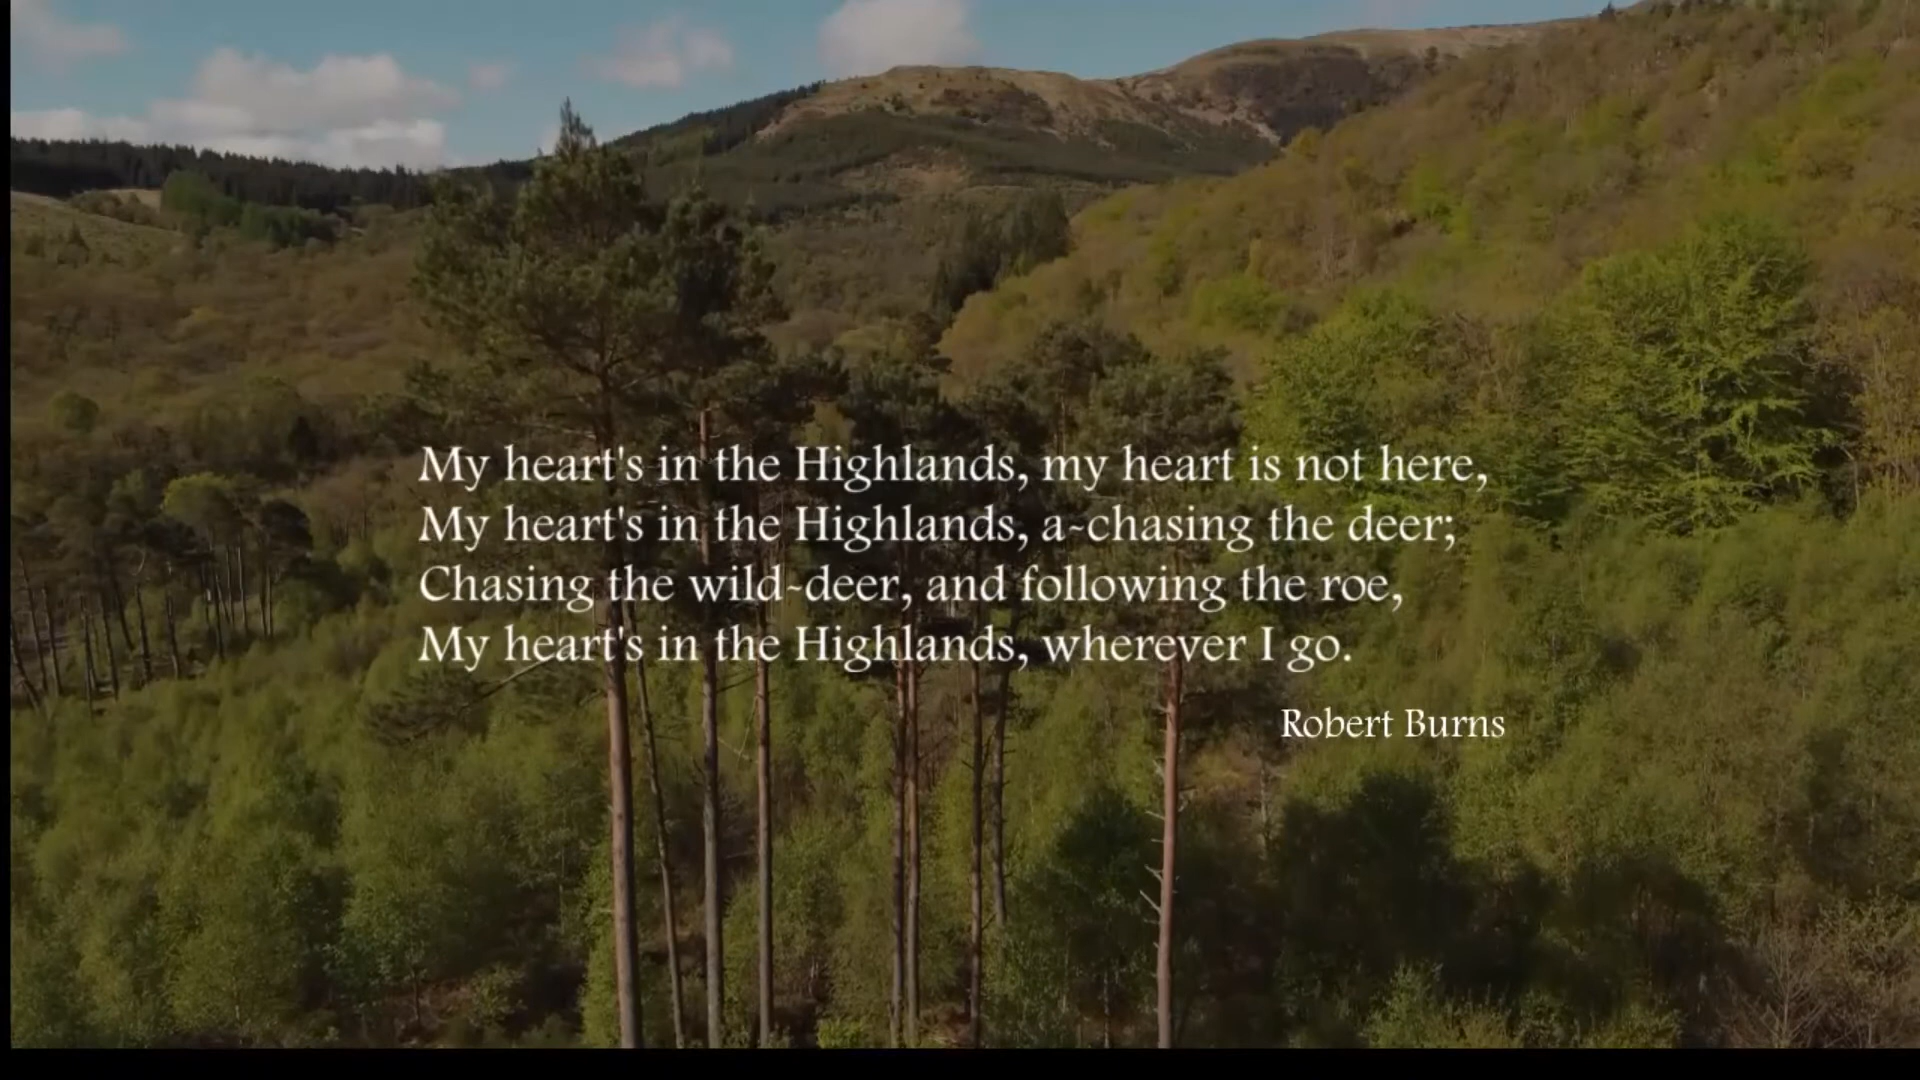 My heart's in the Highlands, my heart is not here,
My heart's in the Highlands, a-chasing the deer;
Chasing the wild-deer, and following the roe,
My heart's in the Highlands, wherever I go.
Robert Burns